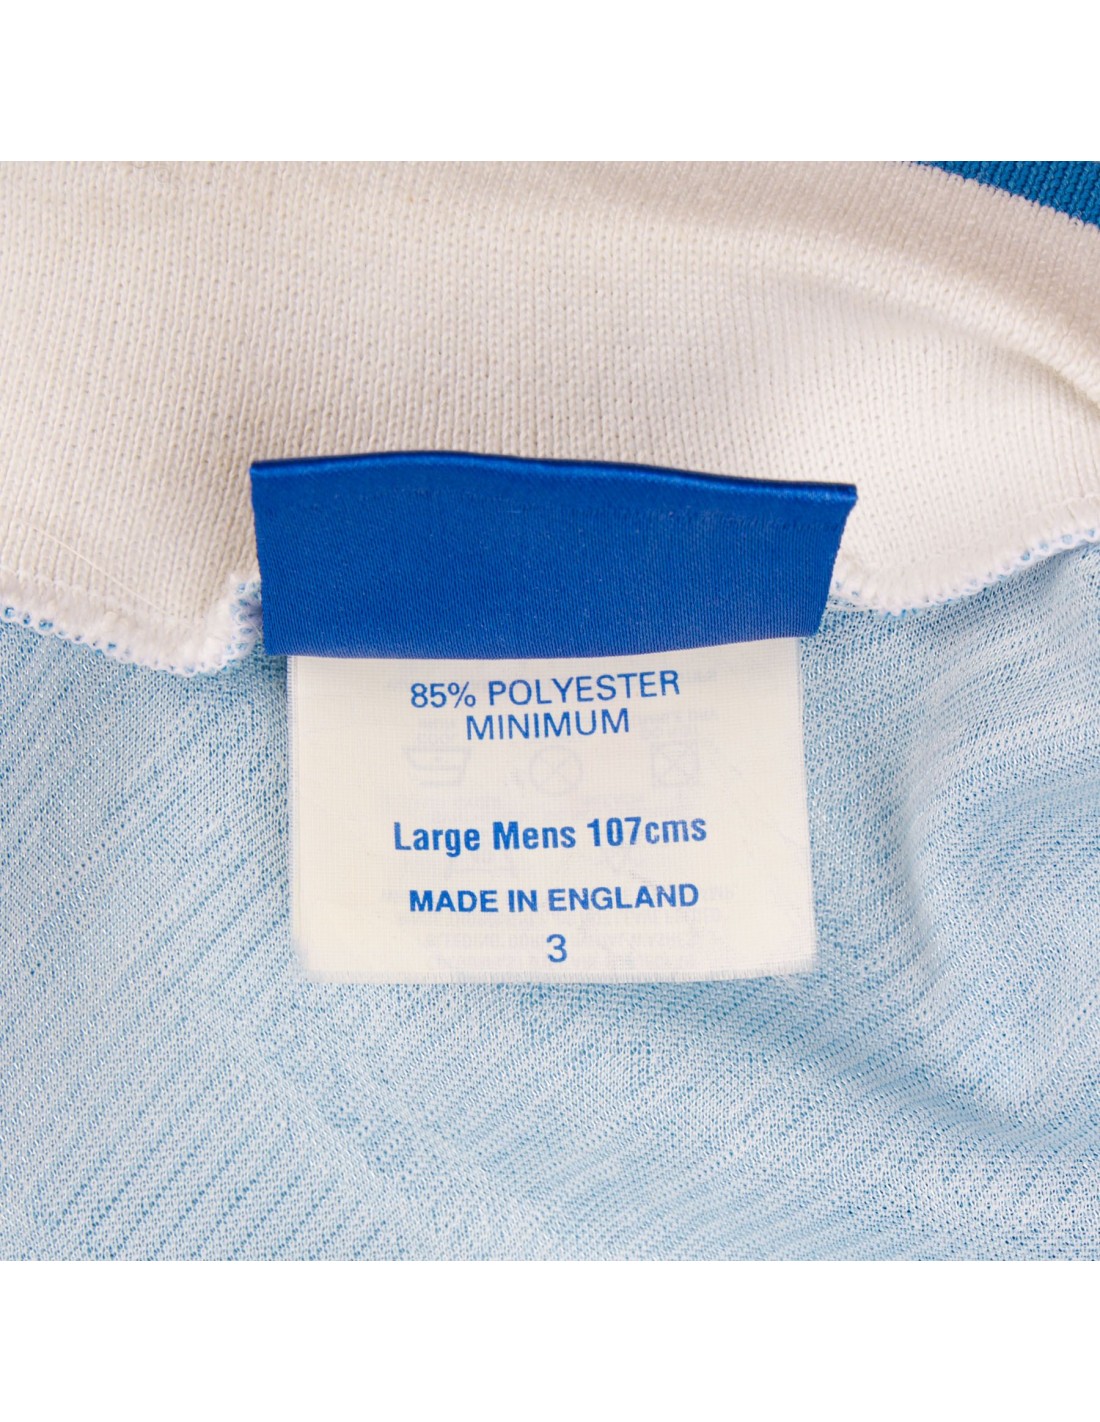 85% POLYESTER
MINIMUM
Large Mens 107cms
MADE IN ENGLAND
3